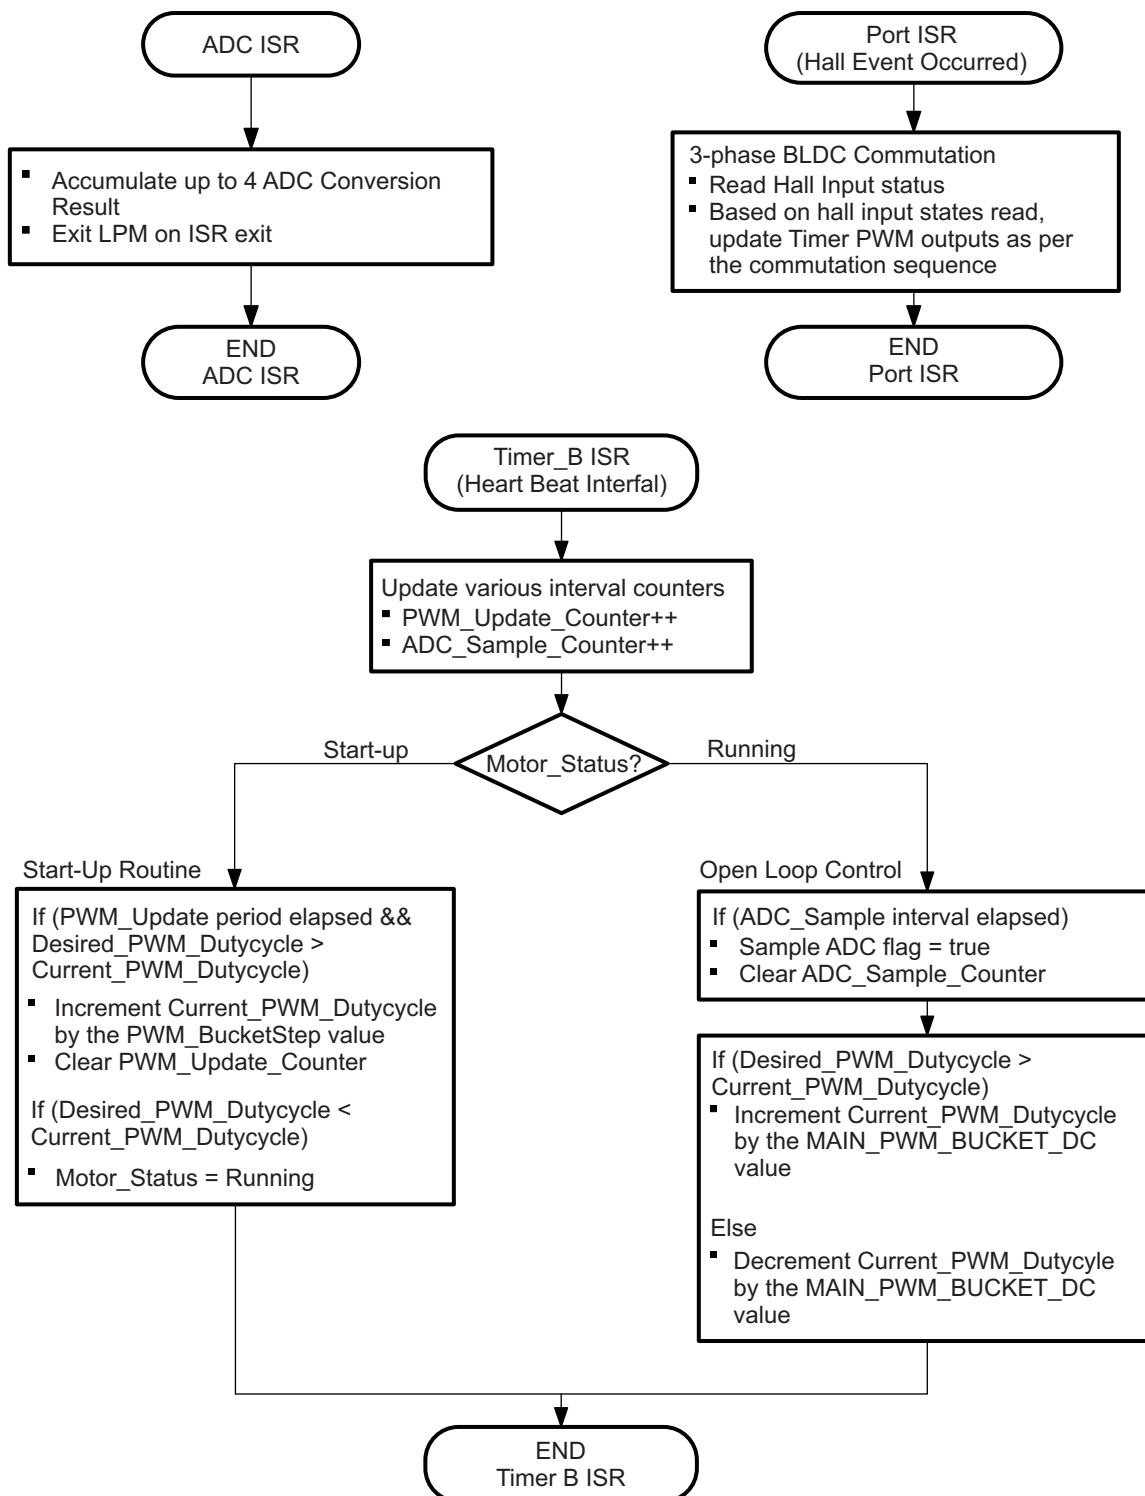 ADC ISR
▪ Accumulate up to 4 ADC Conversion
Result
▪ Exit LPM on ISR exit
END
ADC ISR
Port ISR
(Hall Event Occurred)
3-phase BLDC Commutation
▪ Read Hall Input status
▪ Based on hall input states read,
update Timer PWM outputs as per
the commutation sequence
END
Port ISR
Timer_B ISR
(Heart Beat Interfal)
Update various interval counters
▪ PWM_Update_Counter++
▪ ADC_Sample_Counter++
Motor_Status?
Start-up
Running
Start-Up Routine
If (PWM_Update period elapsed &&
Desired_PWM_Dutycycle >
Current_PWM_Dutycycle)
▪ Increment Current_PWM_Dutycycle
by the PWM_BucketStep value
▪ Clear PWM_Update_Counter
If (Desired_PWM_Dutycycle <
Current_PWM_Dutycycle)
▪ Motor_Status = Running
Open Loop Control
If (ADC_Sample interval elapsed)
▪ Sample ADC flag = true
▪ Clear ADC_Sample_Counter
If (Desired_PWM_Dutycycle >
Current_PWM_Dutycycle)
▪ Increment Current_PWM_Dutycycle
by the MAIN_PWM_BUCKET_DC
value
Else
▪ Decrement Current_PWM_Dutycyle
by the MAIN_PWM_BUCKET_DC
value
END
Timer B ISR